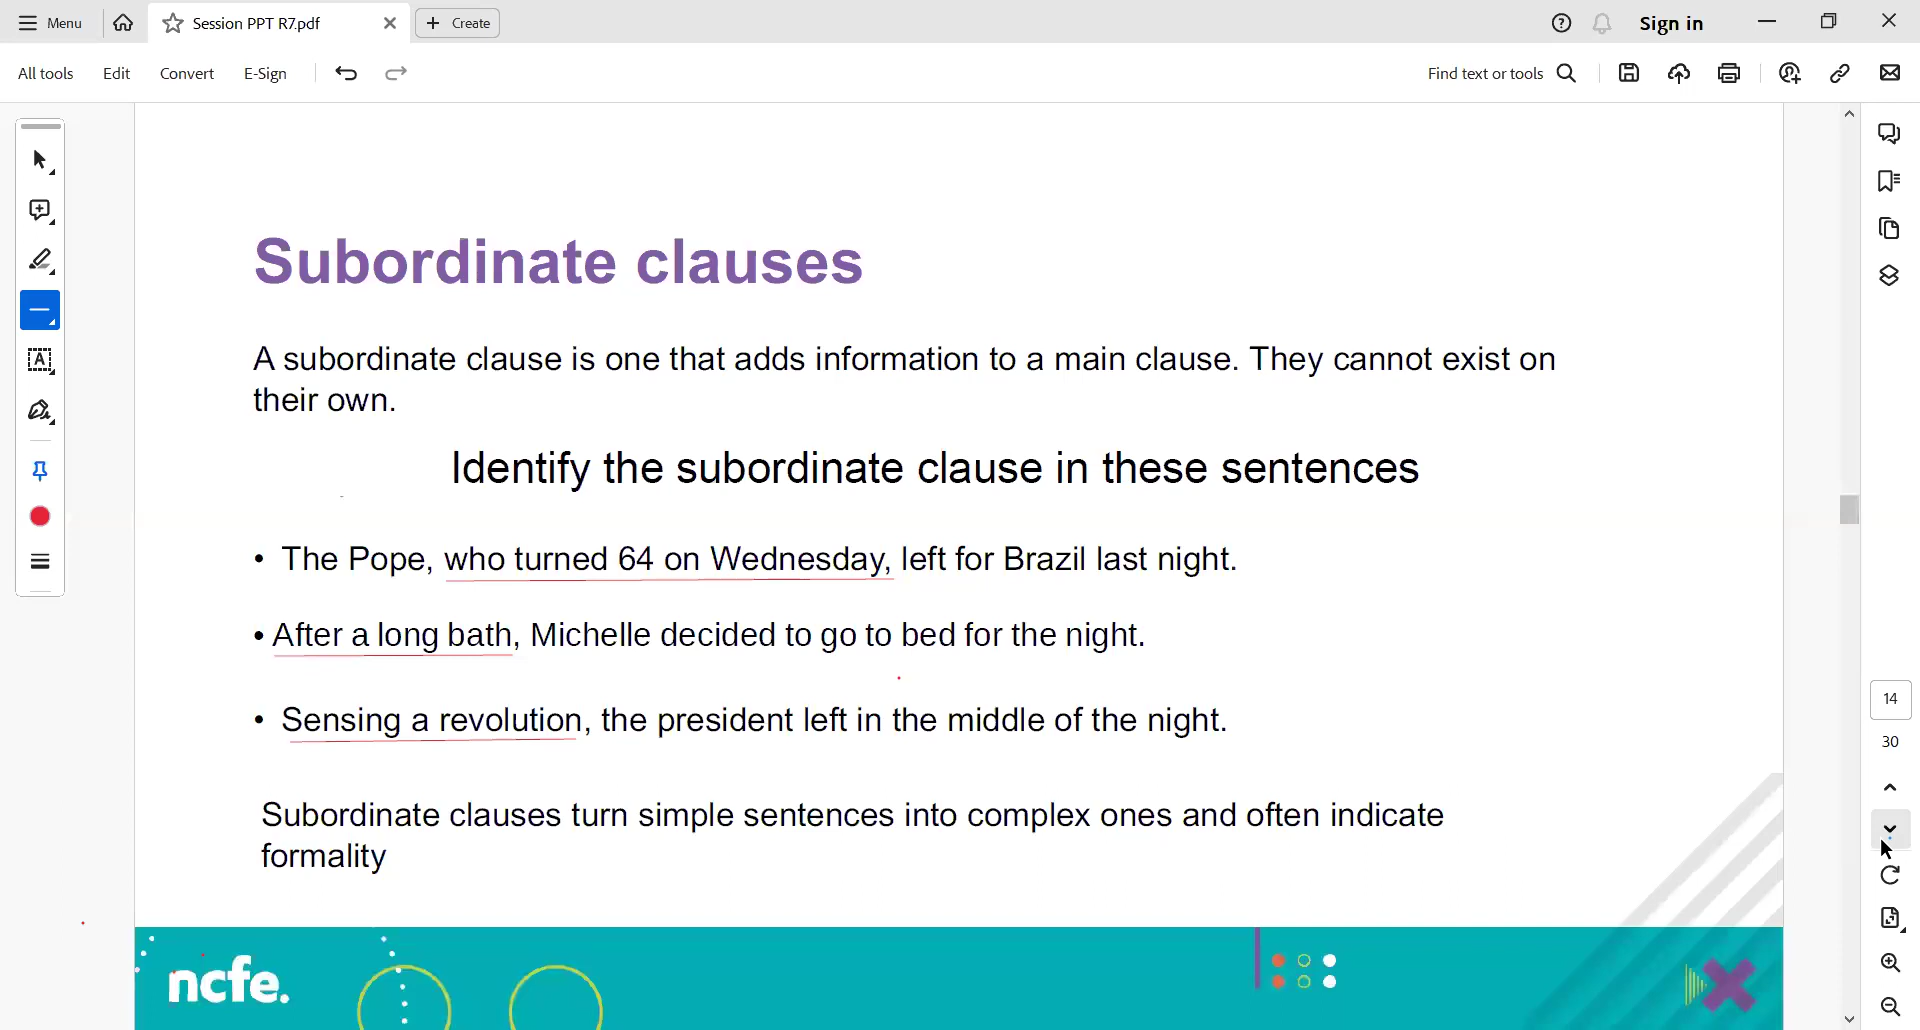 Menu
Session PPT R7.pdf
Create
Sign in
All tools
Edit
Convert
E-Sign
Find text or tools
Subordinate clauses
A subordinate clause is one that adds information to a main clause. They cannot exist on
their own.
Identify the subordinate clause in these sentences
• The Pope, who turned 64 on Wednesday, left for Brazil last night.
• After a long bath, Michelle decided to go to bed for the night.
• Sensing a revolution, the president left in the middle of the night.
Subordinate clauses turn simple sentences into complex ones and often indicate
formality
14
30
ncfe.